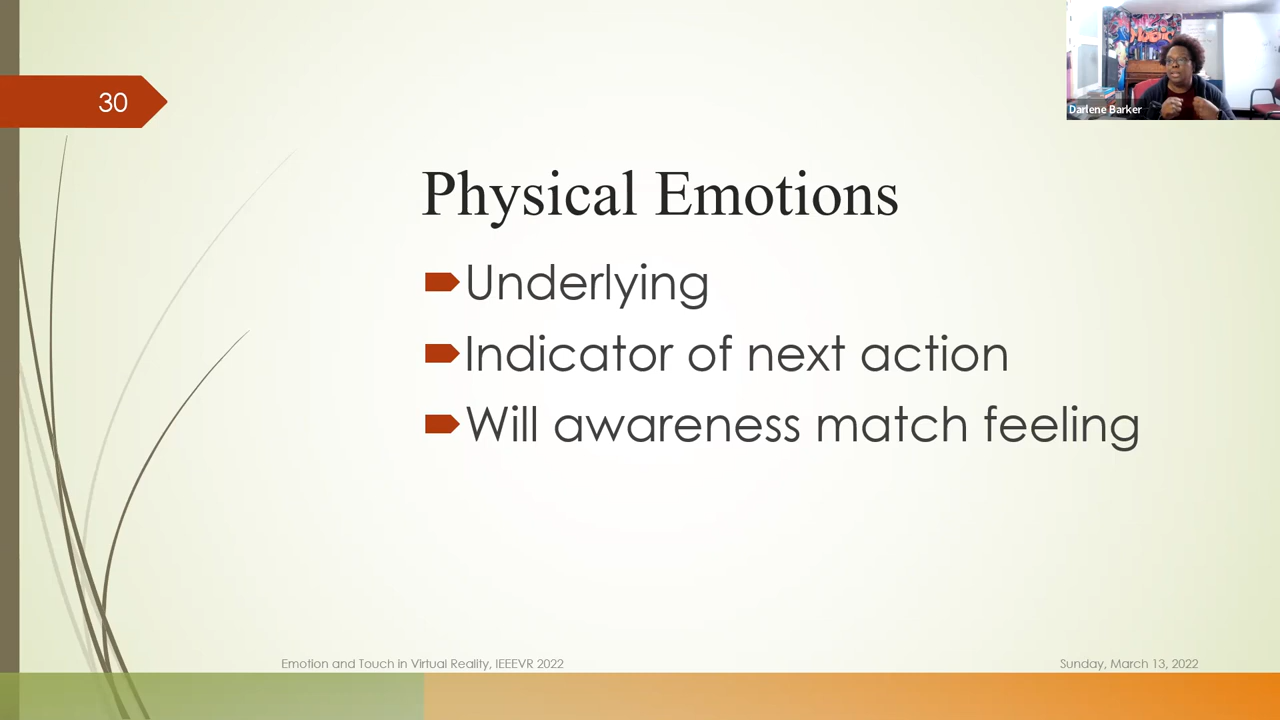 30
Darlene Barker
Physical Emotions
Underlying
Indicator of next action
Will awareness match feeling
Emotion and Touch in Virtual Reality, IEEEVR 2022
Sunday, March 13, 2022